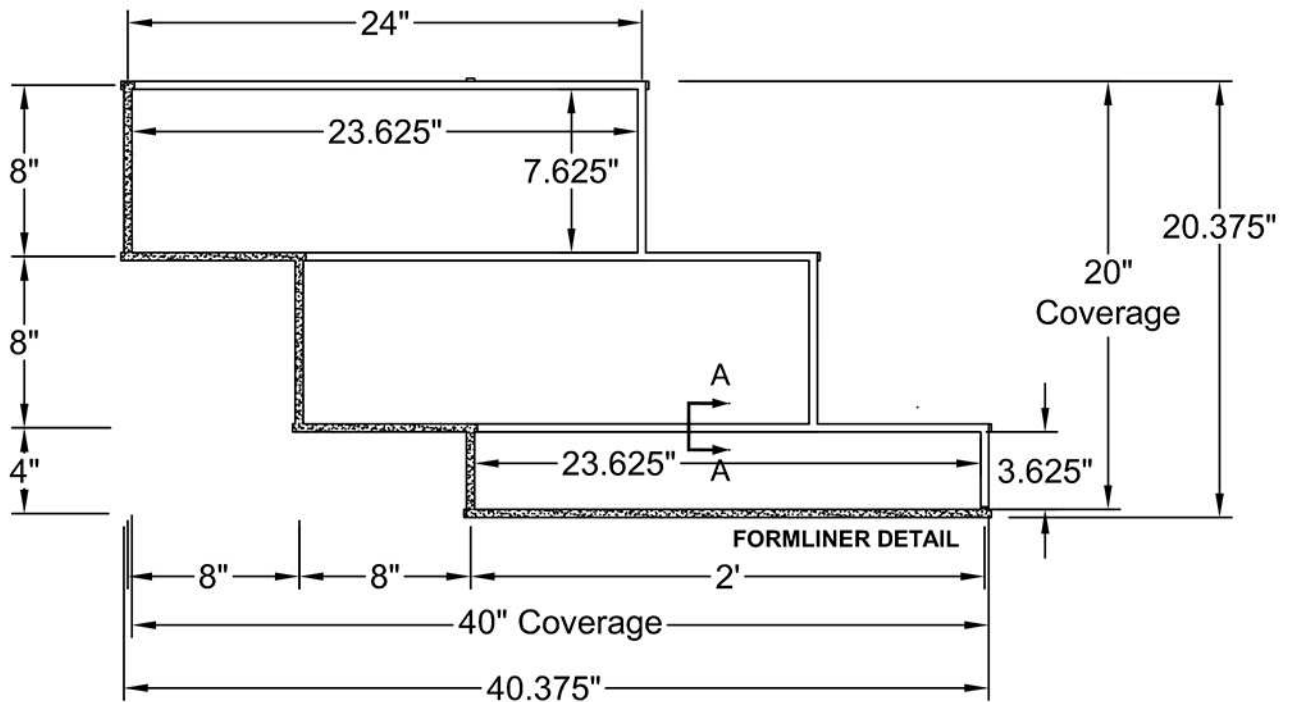 24"
23.625"
8"
7.625"
20.375"
20"
Coverage
8"
A
23.625"
A
3.625"
4"
FORMLINER DETAIL
8"
8"
2'
40" Coverage
40.375"